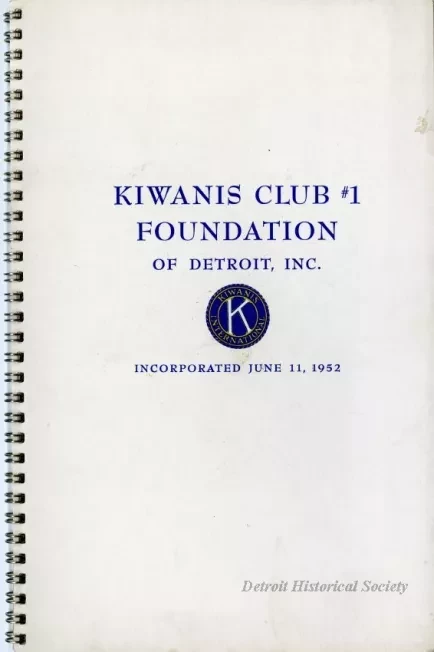 KIWANIS CLUB #1
FOUNDATION
OF DETROIT, INC.
KIWANIS
K
INTERNATIONAL
INCORPORATED JUNE 11, 1952
Detroit Historical Society